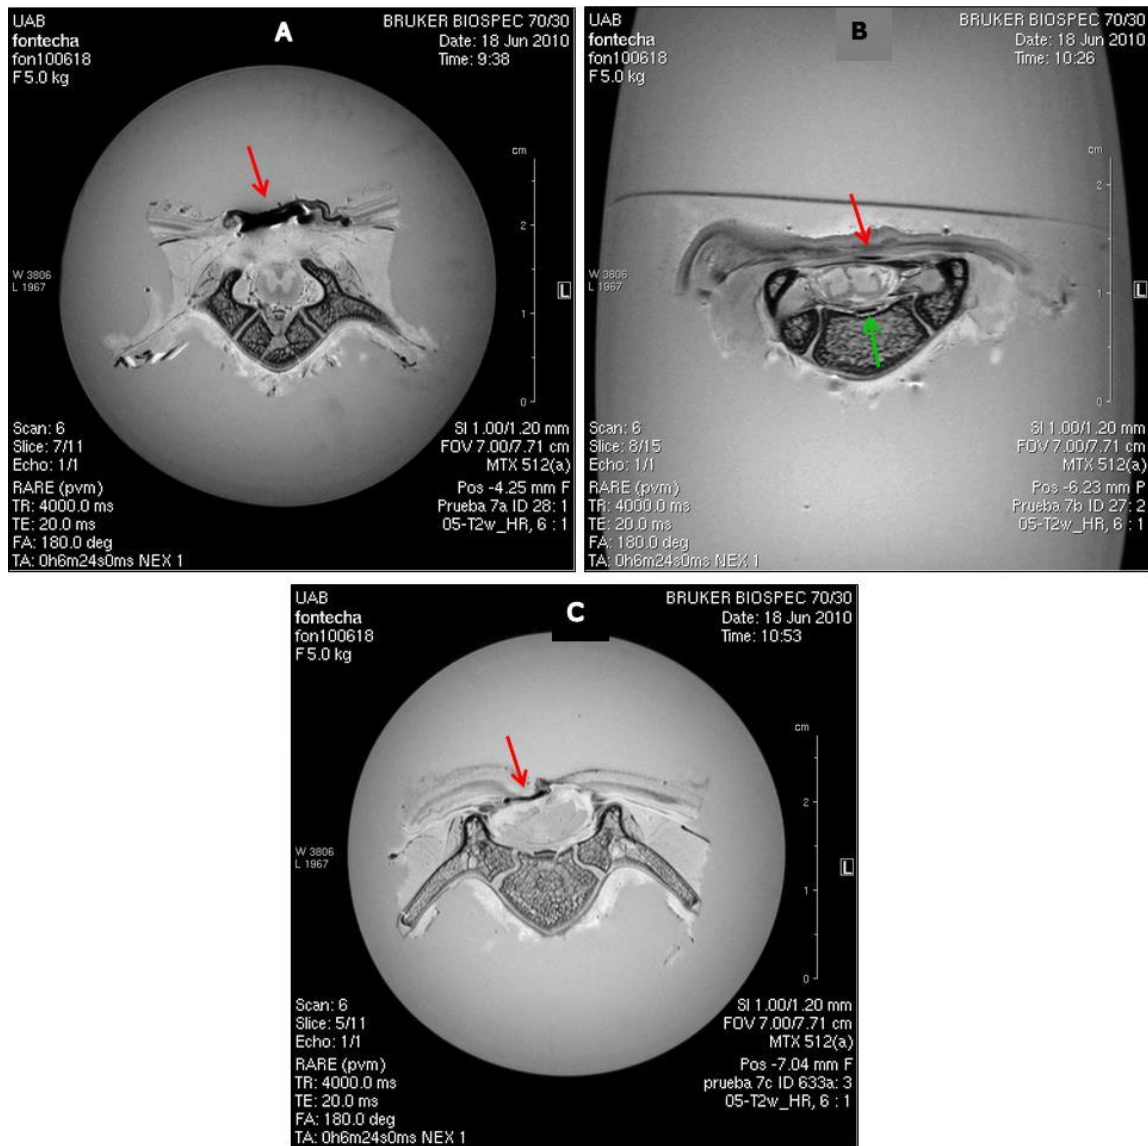 UAB
fontecha
fon100618
F 5.0 kg
A
BRUKER BIOSPEC 70/30
Date: 18 Jun 2010
Time: 9:38
cm
2
1
0
W 3806
L 1967
L
Scan: 6
Slice: 7/11
Echo: 1/1
RARE (pvm)
TR: 4000.0 ms
TE: 20.0 ms
FA: 180.0 deg
TA: 0h6m24s0ms NEX 1
SI 1.00/1.20 mm
FOV 7.00/7.71 cm
MTX 512(a)
Pos -4.25 mm F
Prueba 7a ID 28: 1
05-T2w_HR, 6 : 1
UAB
fontecha
fon100618
F 5.0 kg
B
BRUKER BIOSPEC 70/30
Date: 18 Jun 2010
Time: 10:26
cm
2
1
0
W 3806
L 1967
L
Scan: 6
Slice: 8/15
Echo: 1/1
RARE (pvm)
TR: 4000.0 ms
TE: 20.0 ms
FA: 180.0 deg
TA: 0h6m24s0ms NEX 1
SI 1.00/1.20 mm
FOV 7.00/7.71 cm
MTX 512(a)
Pos -6.23 mm P
Prueba 7b ID 27: 2
05-T2w_HR, 6 : 1
UAB
fontecha
fon100618
F 5.0 kg
C
BRUKER BIOSPEC 70/30
Date: 18 Jun 2010
Time: 10:53
cm
2
1
0
W 3806
L 1967
L
Scan: 6
Slice: 5/11
Echo: 1/1
RARE (pvm)
TR: 4000.0 ms
TE: 20.0 ms
FA: 180.0 deg
TA: 0h6m24s0ms NEX 1
SI 1.00/1.20 mm
FOV 7.00/7.71 cm
MTX 512(a)
Pos -7.04 mm F
prueba 7c ID 633a: 3
05-T2w_HR, 6 : 1